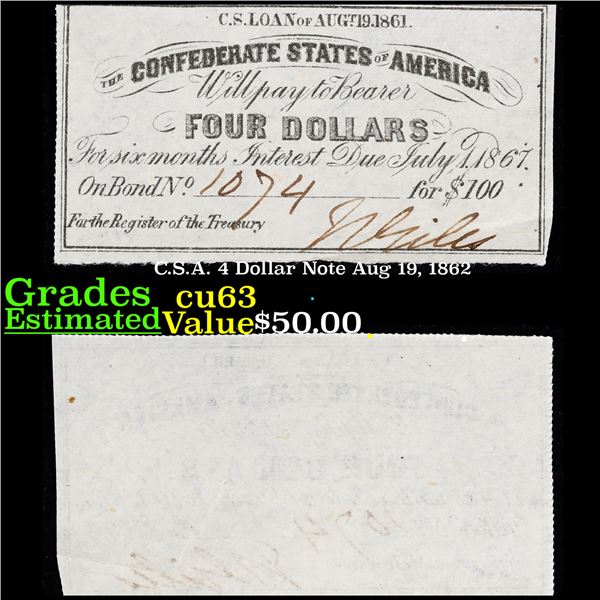 C.S. LOAN OF AUGT. 19. 1861.
THE CONFEDERATE STATES OF AMERICA
Will pay to Bearer
FOUR DOLLARS
For six months Interest Due July 1. 1867.
On Bond No. 1074 for $100
For the Register of the Treasury
C.S.A. 4 Dollar Note Aug 19, 1862
Grades cu63
Estimated Value $50.00